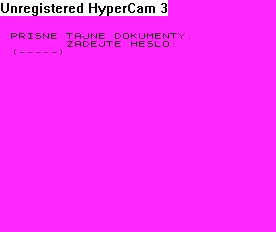 Unregistered HyperCam 3
PRISNE TAJNE DOKUMENTY:
ZADEJTE HESLO:
(-----)